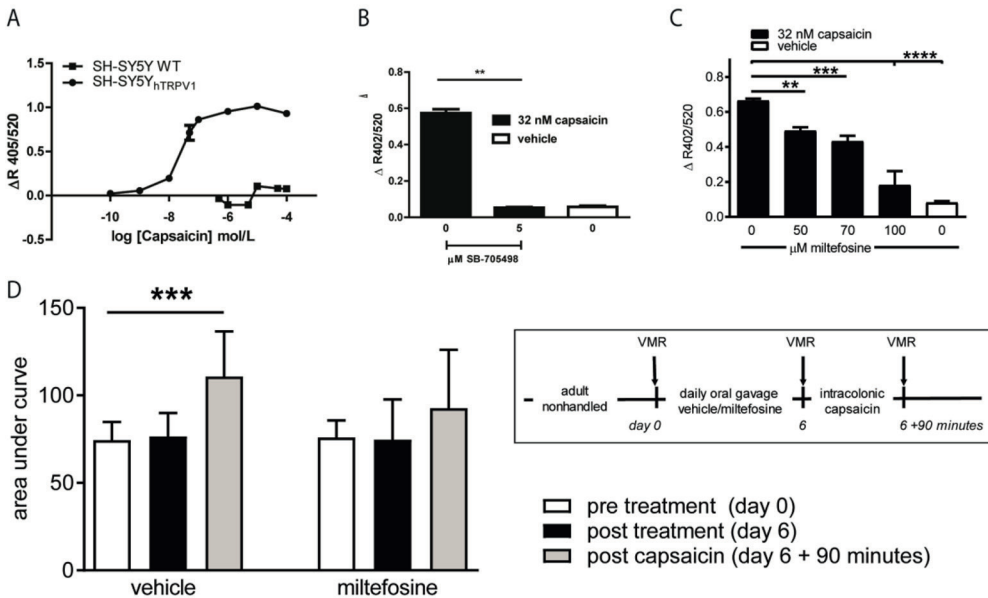 A
SH-SY5Y WT
SH-SY5YhTRPV1
ΔR 405/520
1.5
1.0
0.5
0.0
-0.5
-10
-8
-6
-4
log [Capsaicin] mol/L
B
**
Δ R402/520
0.8
0.6
0.4
0.2
0.0
32 nM capsaicin
vehicle
0
5
0
μM SB-705498
C
32 nM capsaicin
vehicle
****
***
**
Δ R402/520
0.8
0.6
0.4
0.2
0.0
0
50
70
100
0
μM miltefosine
D
***
area under curve
150
100
50
0
vehicle
miltefosine
VMR
VMR
VMR
adult
nonhandled
daily oral gavage
vehicle/miltefosine
intracolonic
capsaicin
day 0
6
6 +90 minutes
pre treatment (day 0)
post treatment (day 6)
post capsaicin (day 6 + 90 minutes)